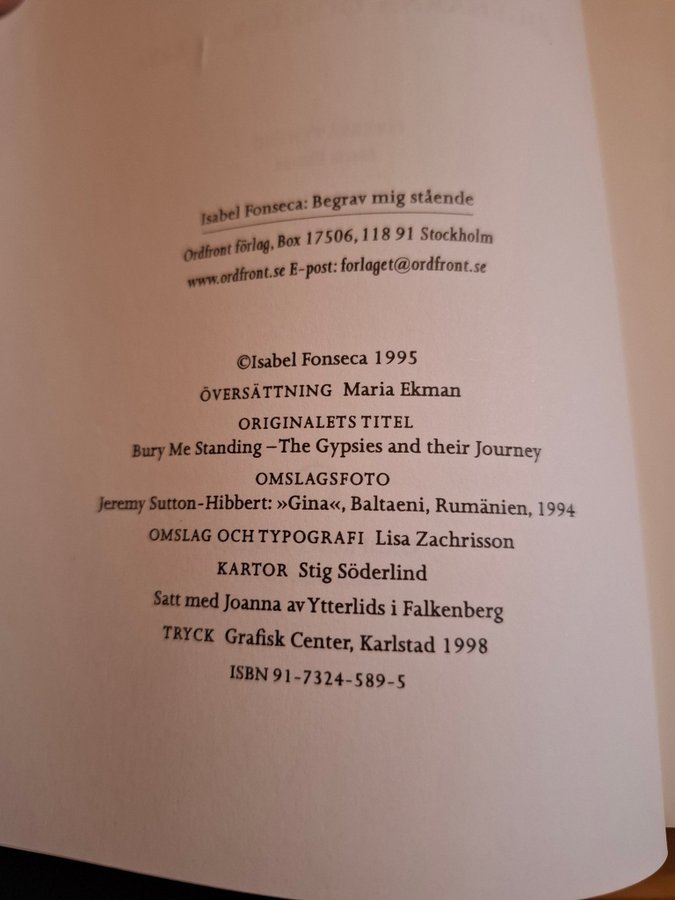 Isabel Fonseca: Begrav mig stående
Ordfront förlag, Box 17506, 118 91 Stockholm
www.ordfront.se E-post: forlaget@ordfront.se
©Isabel Fonseca 1995
ÖVERSÄTTNING Maria Ekman
ORIGINALETS TITEL
Bury Me Standing –The Gypsies and their Journey
OMSLAGSFOTO
Jeremy Sutton-Hibbert: »Gina«, Baltaeni, Rumänien, 1994
OMSLAG OCH TYPOGRAFI Lisa Zachrisson
KARTOR Stig Söderlind
Satt med Joanna av Ytterlids i Falkenberg
TRYCK Grafisk Center, Karlstad 1998
ISBN 91-7324-589-5